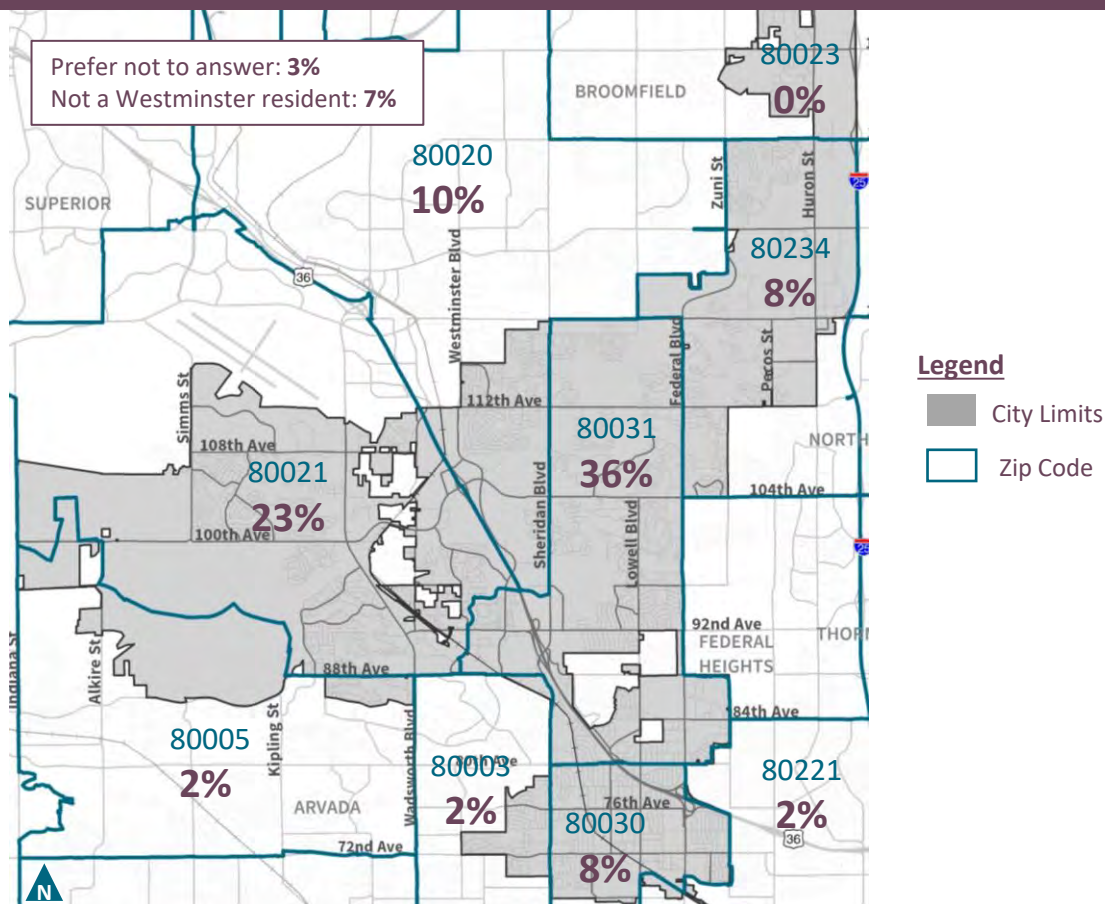 Prefer not to answer: 3%
Not a Westminster resident: 7%
80023
0%
BROOMFIELD
80020
10%
SUPERIOR
Zuni St
Huron St
25
80234
8%
36
Westminster Blvd
Federal Blvd
Pecos St
Simms St
112th Ave
108th Ave
80021
23%
100th Ave
80031
36%
Sheridan Blvd
Lowell Blvd
NORTH
104th Ave
25
92nd Ave
FEDERAL
HEIGHTS
THORN
Indiana St
Alkire St
88th Ave
84th Ave
80005
2%
Kipling St
Wadsworth Blvd
ARVADA
80003
2%
80221
2%
36
76th Ave
80030
8%
72nd Ave
N
Legend
City Limits
Zip Code